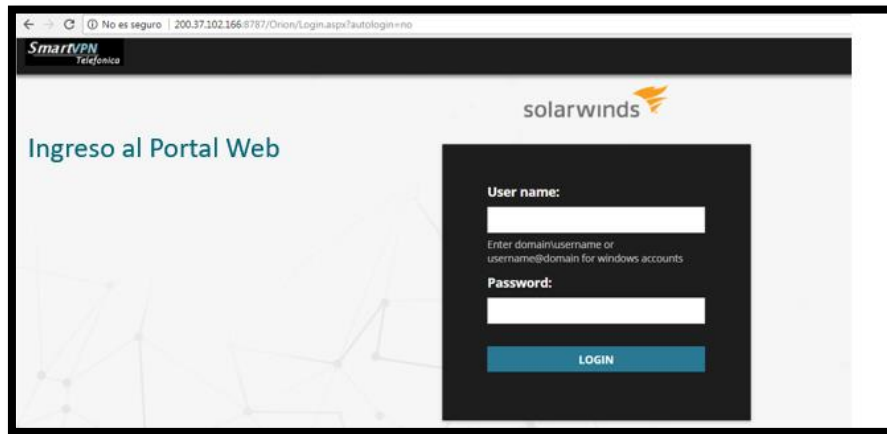 No es seguro | 200.37.102.166:8787/Orion/Login.aspx?autologin=no
SmartVPN
Telefonica
solarwinds
Ingreso al Portal Web
User name:
Enter domain\username or
username@domain for windows accounts
Password:
LOGIN